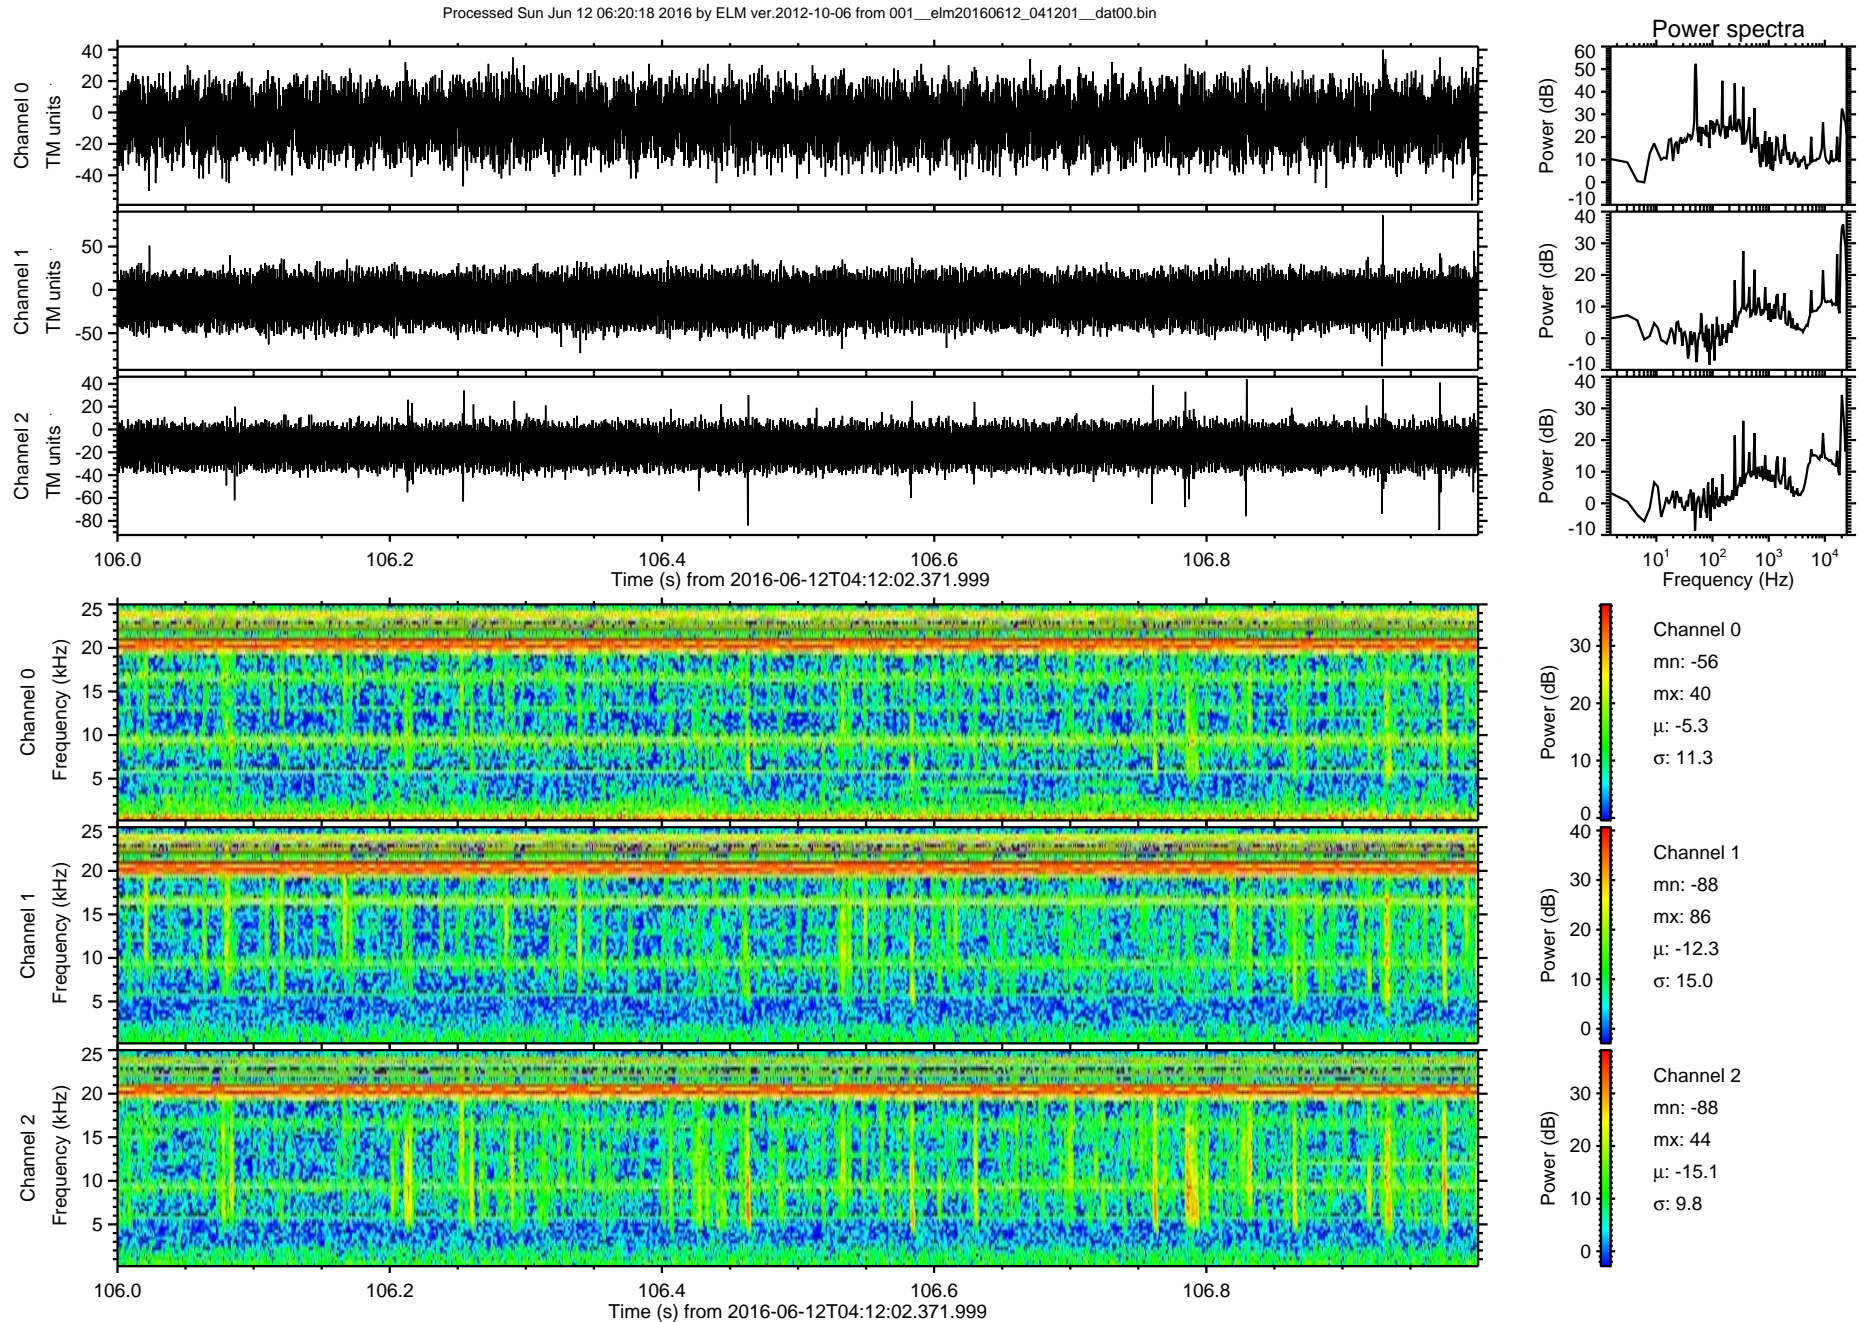 Processed Sun Jun 12 06:20:18 2016 by ELM ver.2012-10-06 from 001__elm20160612_041201__dat00.bin
Power spectra
Channel 0
TM units
40
20
0
-20
-40
Power (dB)
60
50
40
30
20
10
0
-10
Channel 1
TM units
50
0
-50
Power (dB)
40
30
20
10
0
-10
Channel 2
TM units
40
20
0
-20
-40
-60
-80
Power (dB)
40
30
20
10
0
-10
106.0 106.2 106.4 106.6 106.8
Time (s) from 2016-06-12T04:12:02.371.999
10^1 10^2 10^3 10^4
Frequency (Hz)
Channel 0
Frequency (kHz)
25
20
15
10
5
Power (dB)
30
20
10
0
Channel 0
mn: -56
mx: 40
µ: -5.3
σ: 11.3
Channel 1
Frequency (kHz)
25
20
15
10
5
Power (dB)
40
30
20
10
0
Channel 1
mn: -88
mx: 86
µ: -12.3
σ: 15.0
Channel 2
Frequency (kHz)
25
20
15
10
5
Power (dB)
30
20
10
0
Channel 2
mn: -88
mx: 44
µ: -15.1
σ: 9.8
106.0 106.2 106.4 106.6 106.8
Time (s) from 2016-06-12T04:12:02.371.999